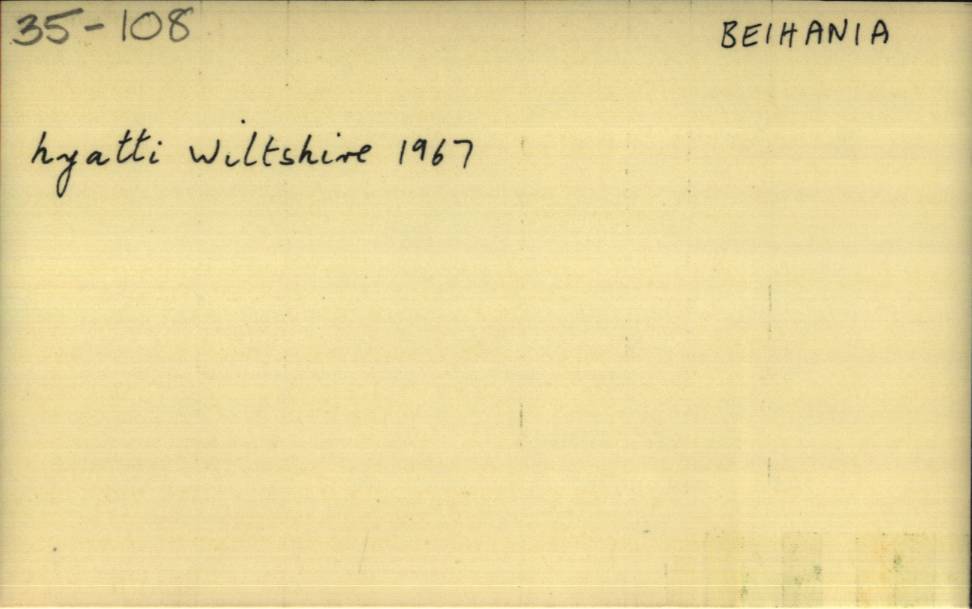 35-108
BEIHANIA
hyatti Wiltshire 1967